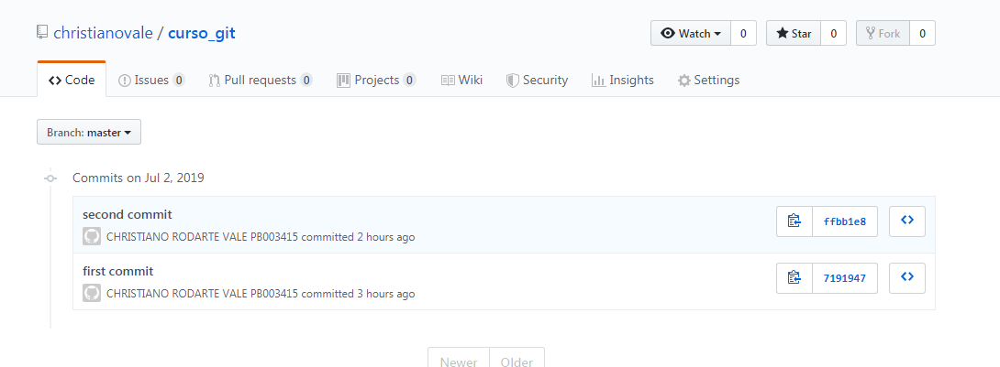 christianovale / curso_git
Watch 0 Star 0 Fork 0
Code Issues 0 Pull requests 0 Projects 0 Wiki Security Insights Settings
Branch: master
Commits on Jul 2, 2019
second commit
CHRISTIANO RODARTE VALE PB003415 committed 2 hours ago
ffbb1e8
first commit
CHRISTIANO RODARTE VALE PB003415 committed 3 hours ago
7191947
Newer Older